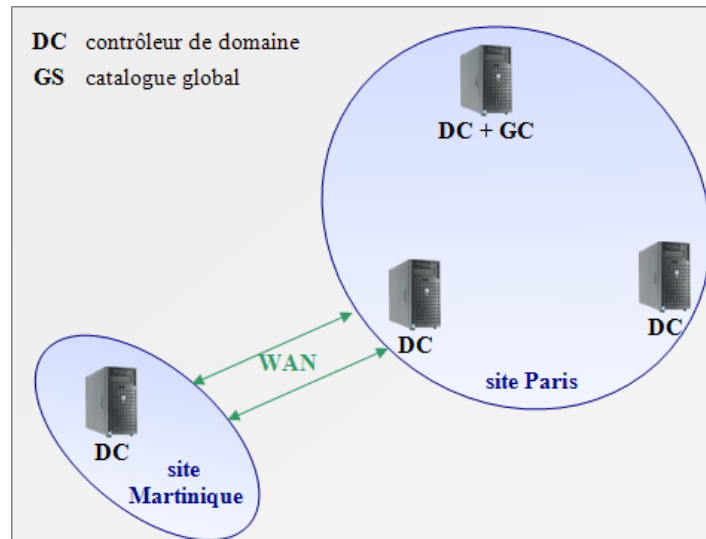 DC contrôleur de domaine
GS catalogue global
DC + GC
DC
DC
WAN
site Paris
DC
site
Martinique